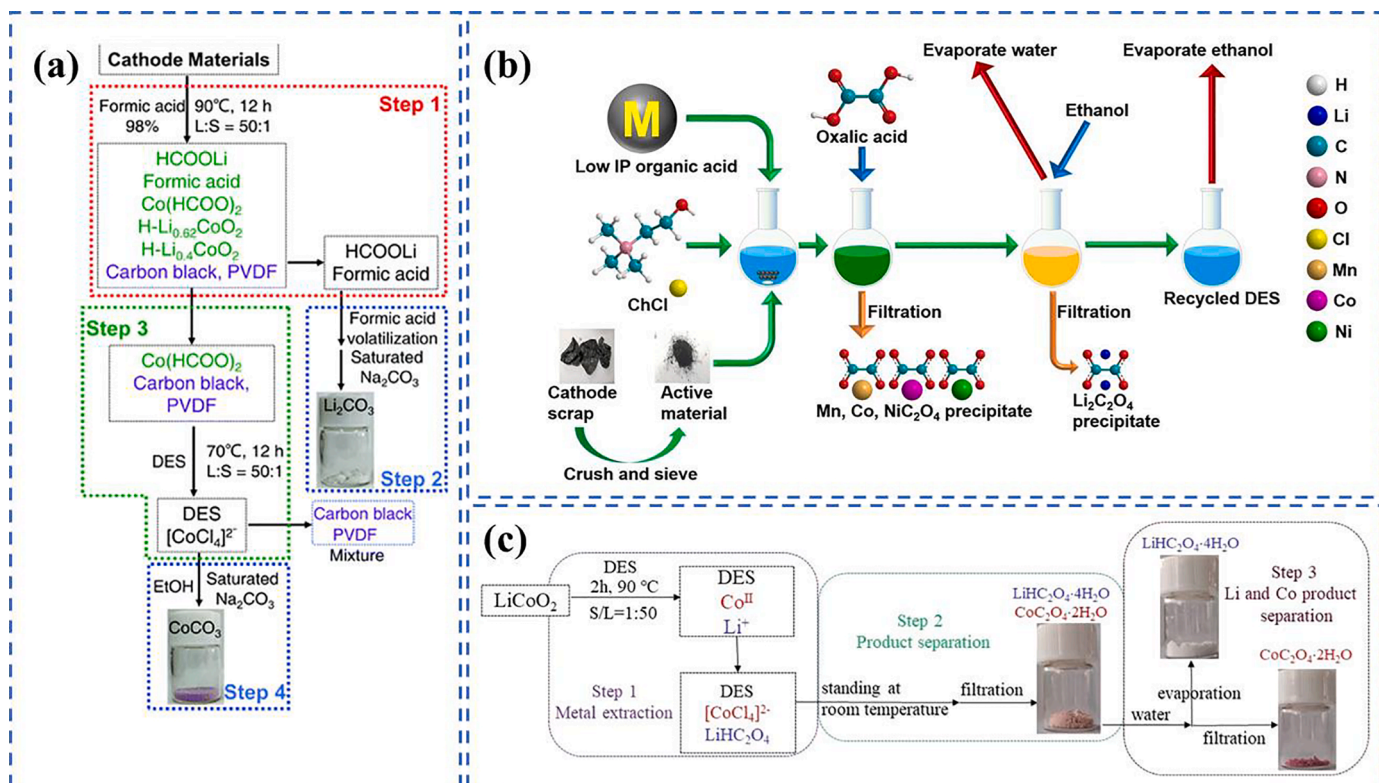 (a)
Cathode Materials
Step 1
Formic acid
98%
90℃, 12 h
L:S = 50:1
HCOOLi
Formic acid
Co(HCOO)₂
H-Li₀.₆₂CoO₂
H-Li₀.₄CoO₂
Carbon black, PVDF
HCOOLi
Formic acid
Step 3
Co(HCOO)₂
Carbon black,
PVDF
DES
70℃, 12 h
L:S = 50:1
DES
[CoCl₄]²⁻
Formic acid
volatilization
Saturated
Na₂CO₃
Li₂CO₃
Step 2
Carbon black
PVDF
Mixture
EtOH
Saturated
Na₂CO₃
CoCO₃
Step 4
(b)
M
Low IP organic acid
ChCl
Cathode
scrap
Active
material
Crush and sieve
Oxalic acid
Filtration
Mn, Co, NiC₂O₄ precipitate
Evaporate water
Ethanol
Filtration
Li₂C₂O₄
precipitate
Evaporate ethanol
Recycled DES
H
Li
C
N
O
Cl
Mn
Co
Ni
(c)
LiCoO₂
DES
2h, 90 ℃
S/L=1:50
DES
Coᴵᴵ
Li⁺
Step 1
Metal extraction
DES
[CoCl₄]²⁻
LiHC₂O₄
Step 2
Product separation
standing at
room temperature
filtration
LiHC₂O₄·4H₂O
CoC₂O₄·2H₂O
water
LiHC₂O₄·4H₂O
Step 3
Li and Co product
separation
evaporation
filtration
CoC₂O₄·2H₂O